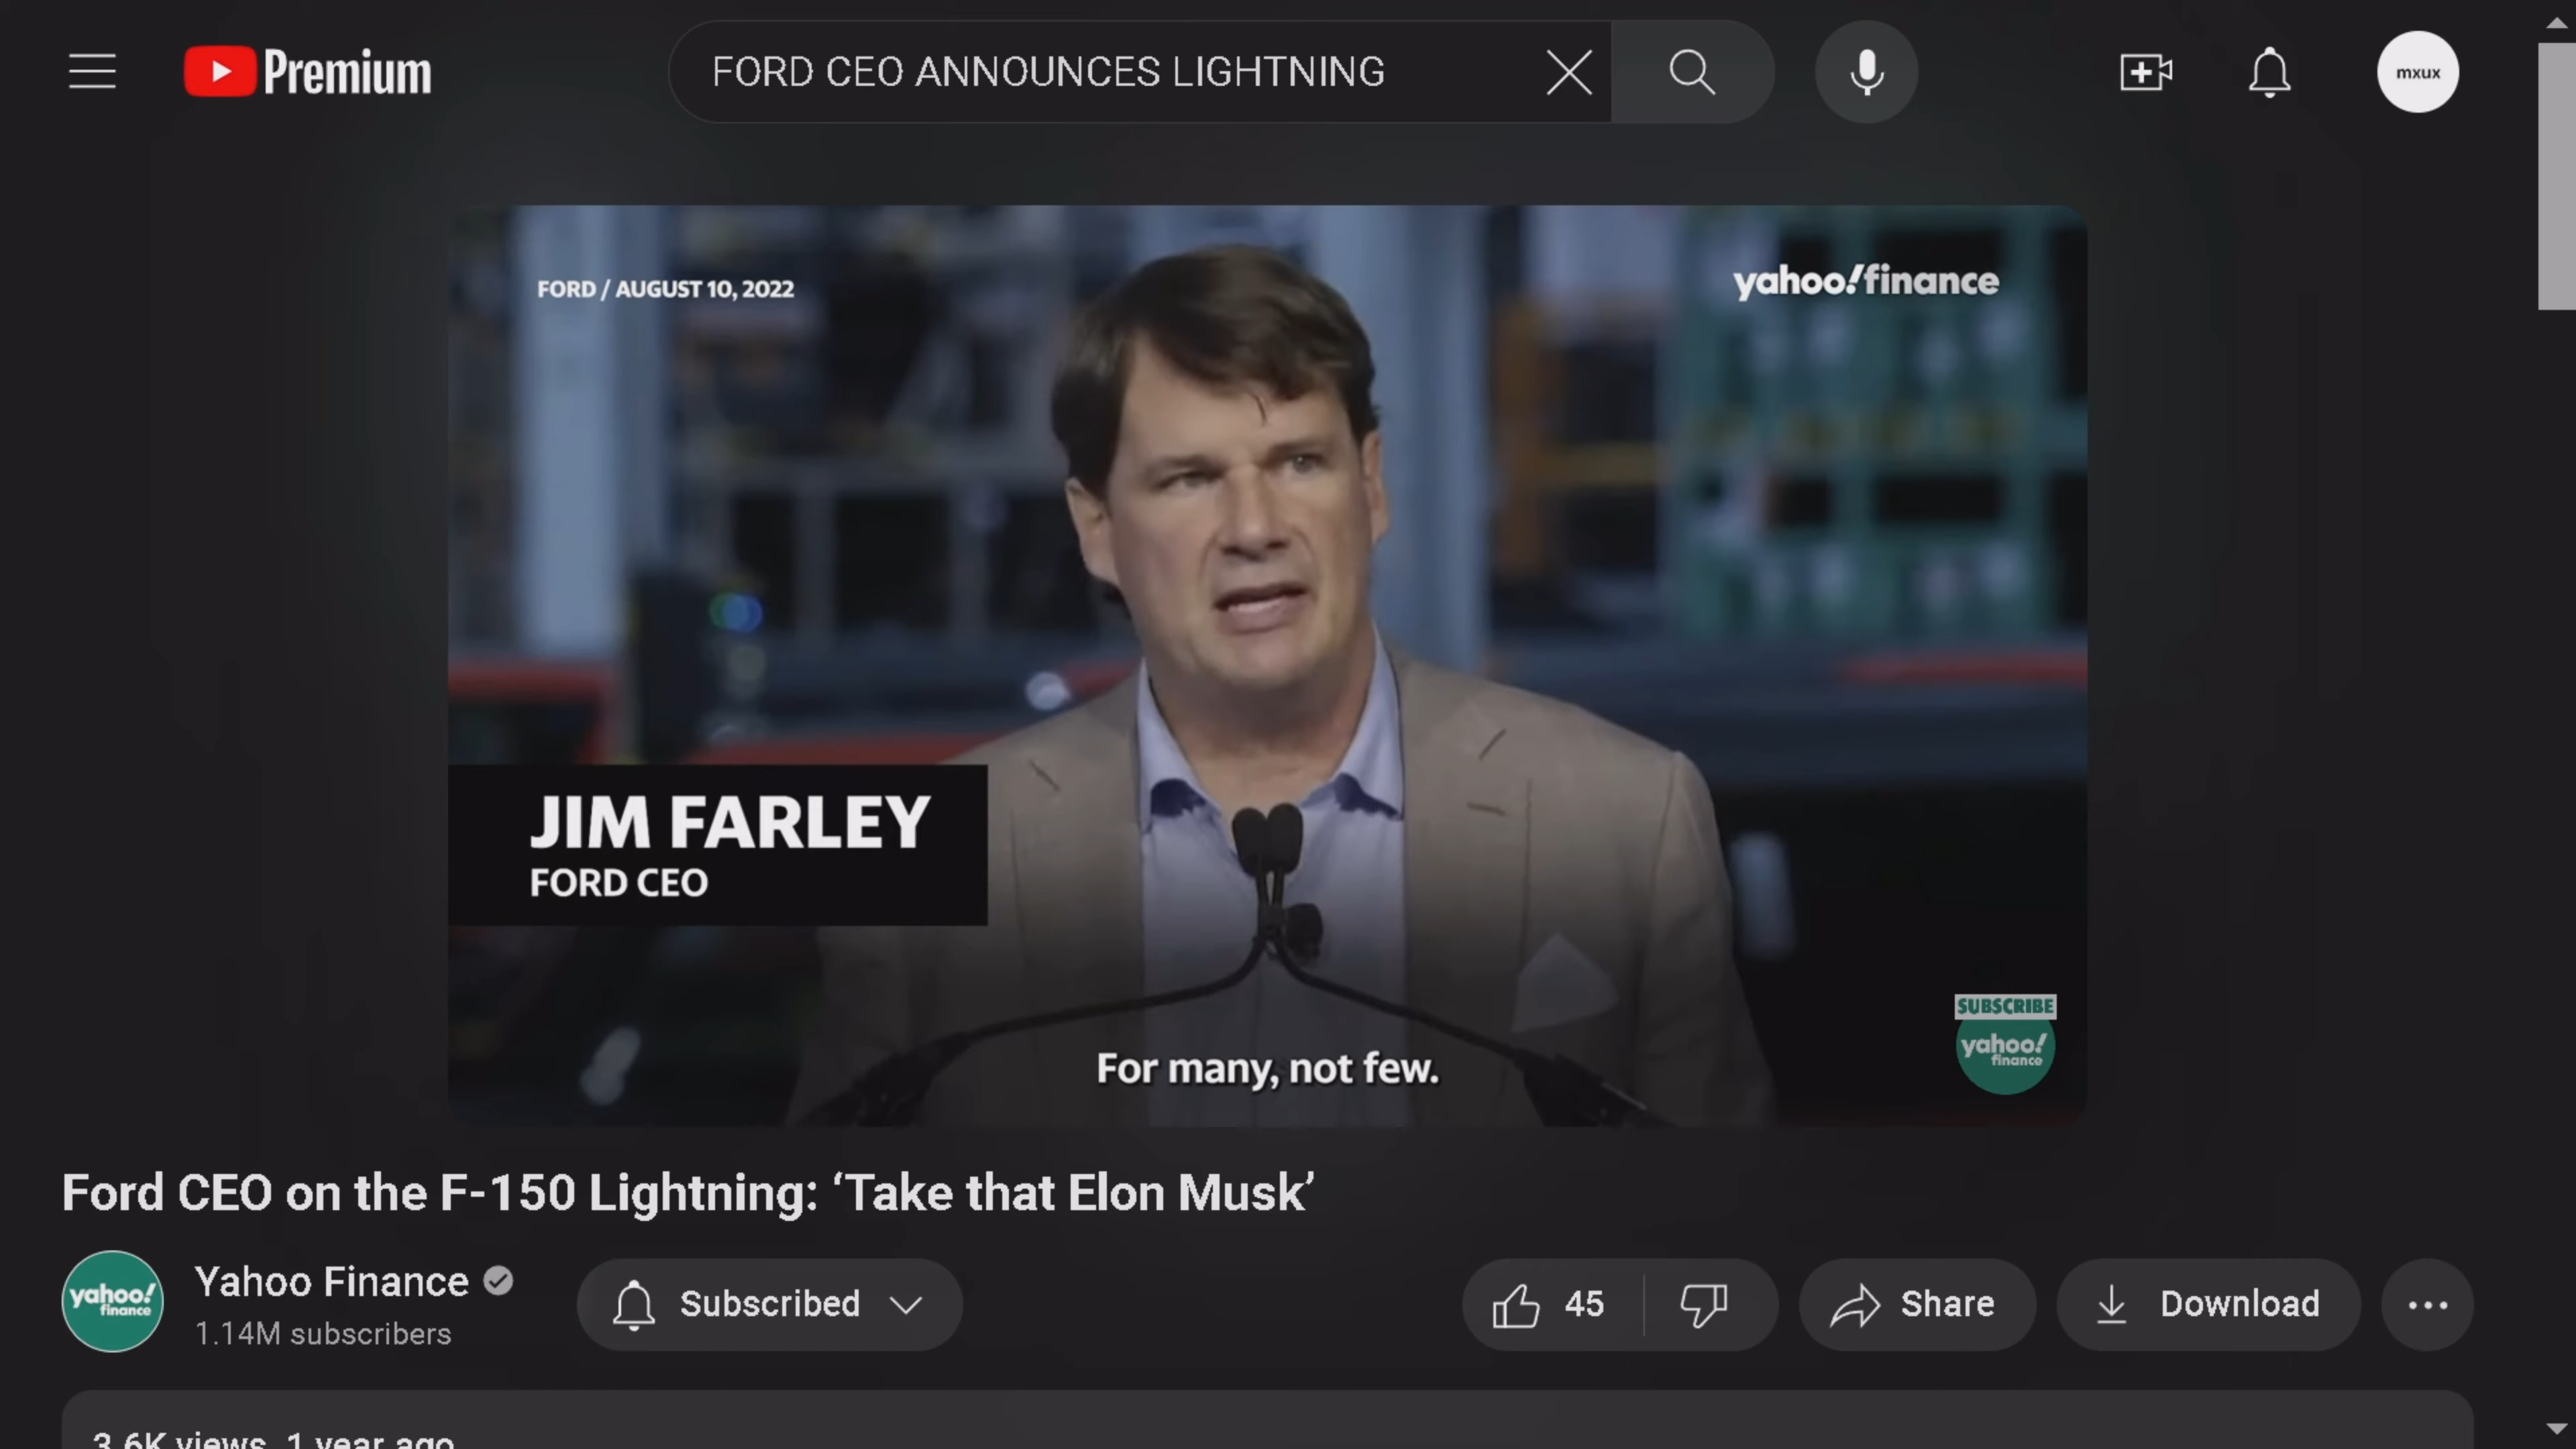 Premium
FORD CEO ANNOUNCES LIGHTNING
mxux
FORD / AUGUST 10, 2022
yahoo!finance
JIM FARLEY
FORD CEO
SUBSCRIBE
yahoo!
finance
For many, not few.
Ford CEO on the F-150 Lightning: ‘Take that Elon Musk’
yahoo!
finance
Yahoo Finance
1.14M subscribers
Subscribed
45
Share
Download
3.6K views 1 year ago